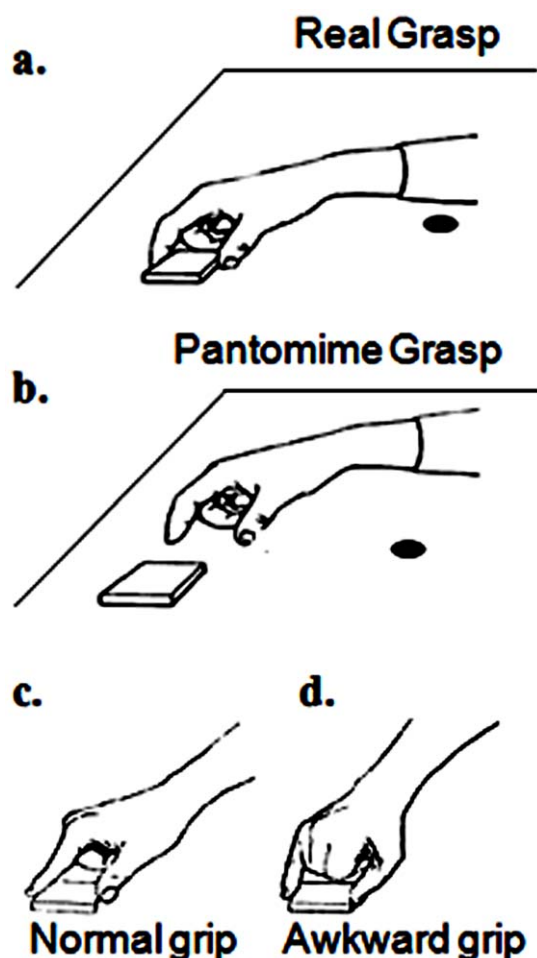 Real Grasp
a.
Pantomime Grasp
b.
c.
d.
Normal grip
Awkward grip